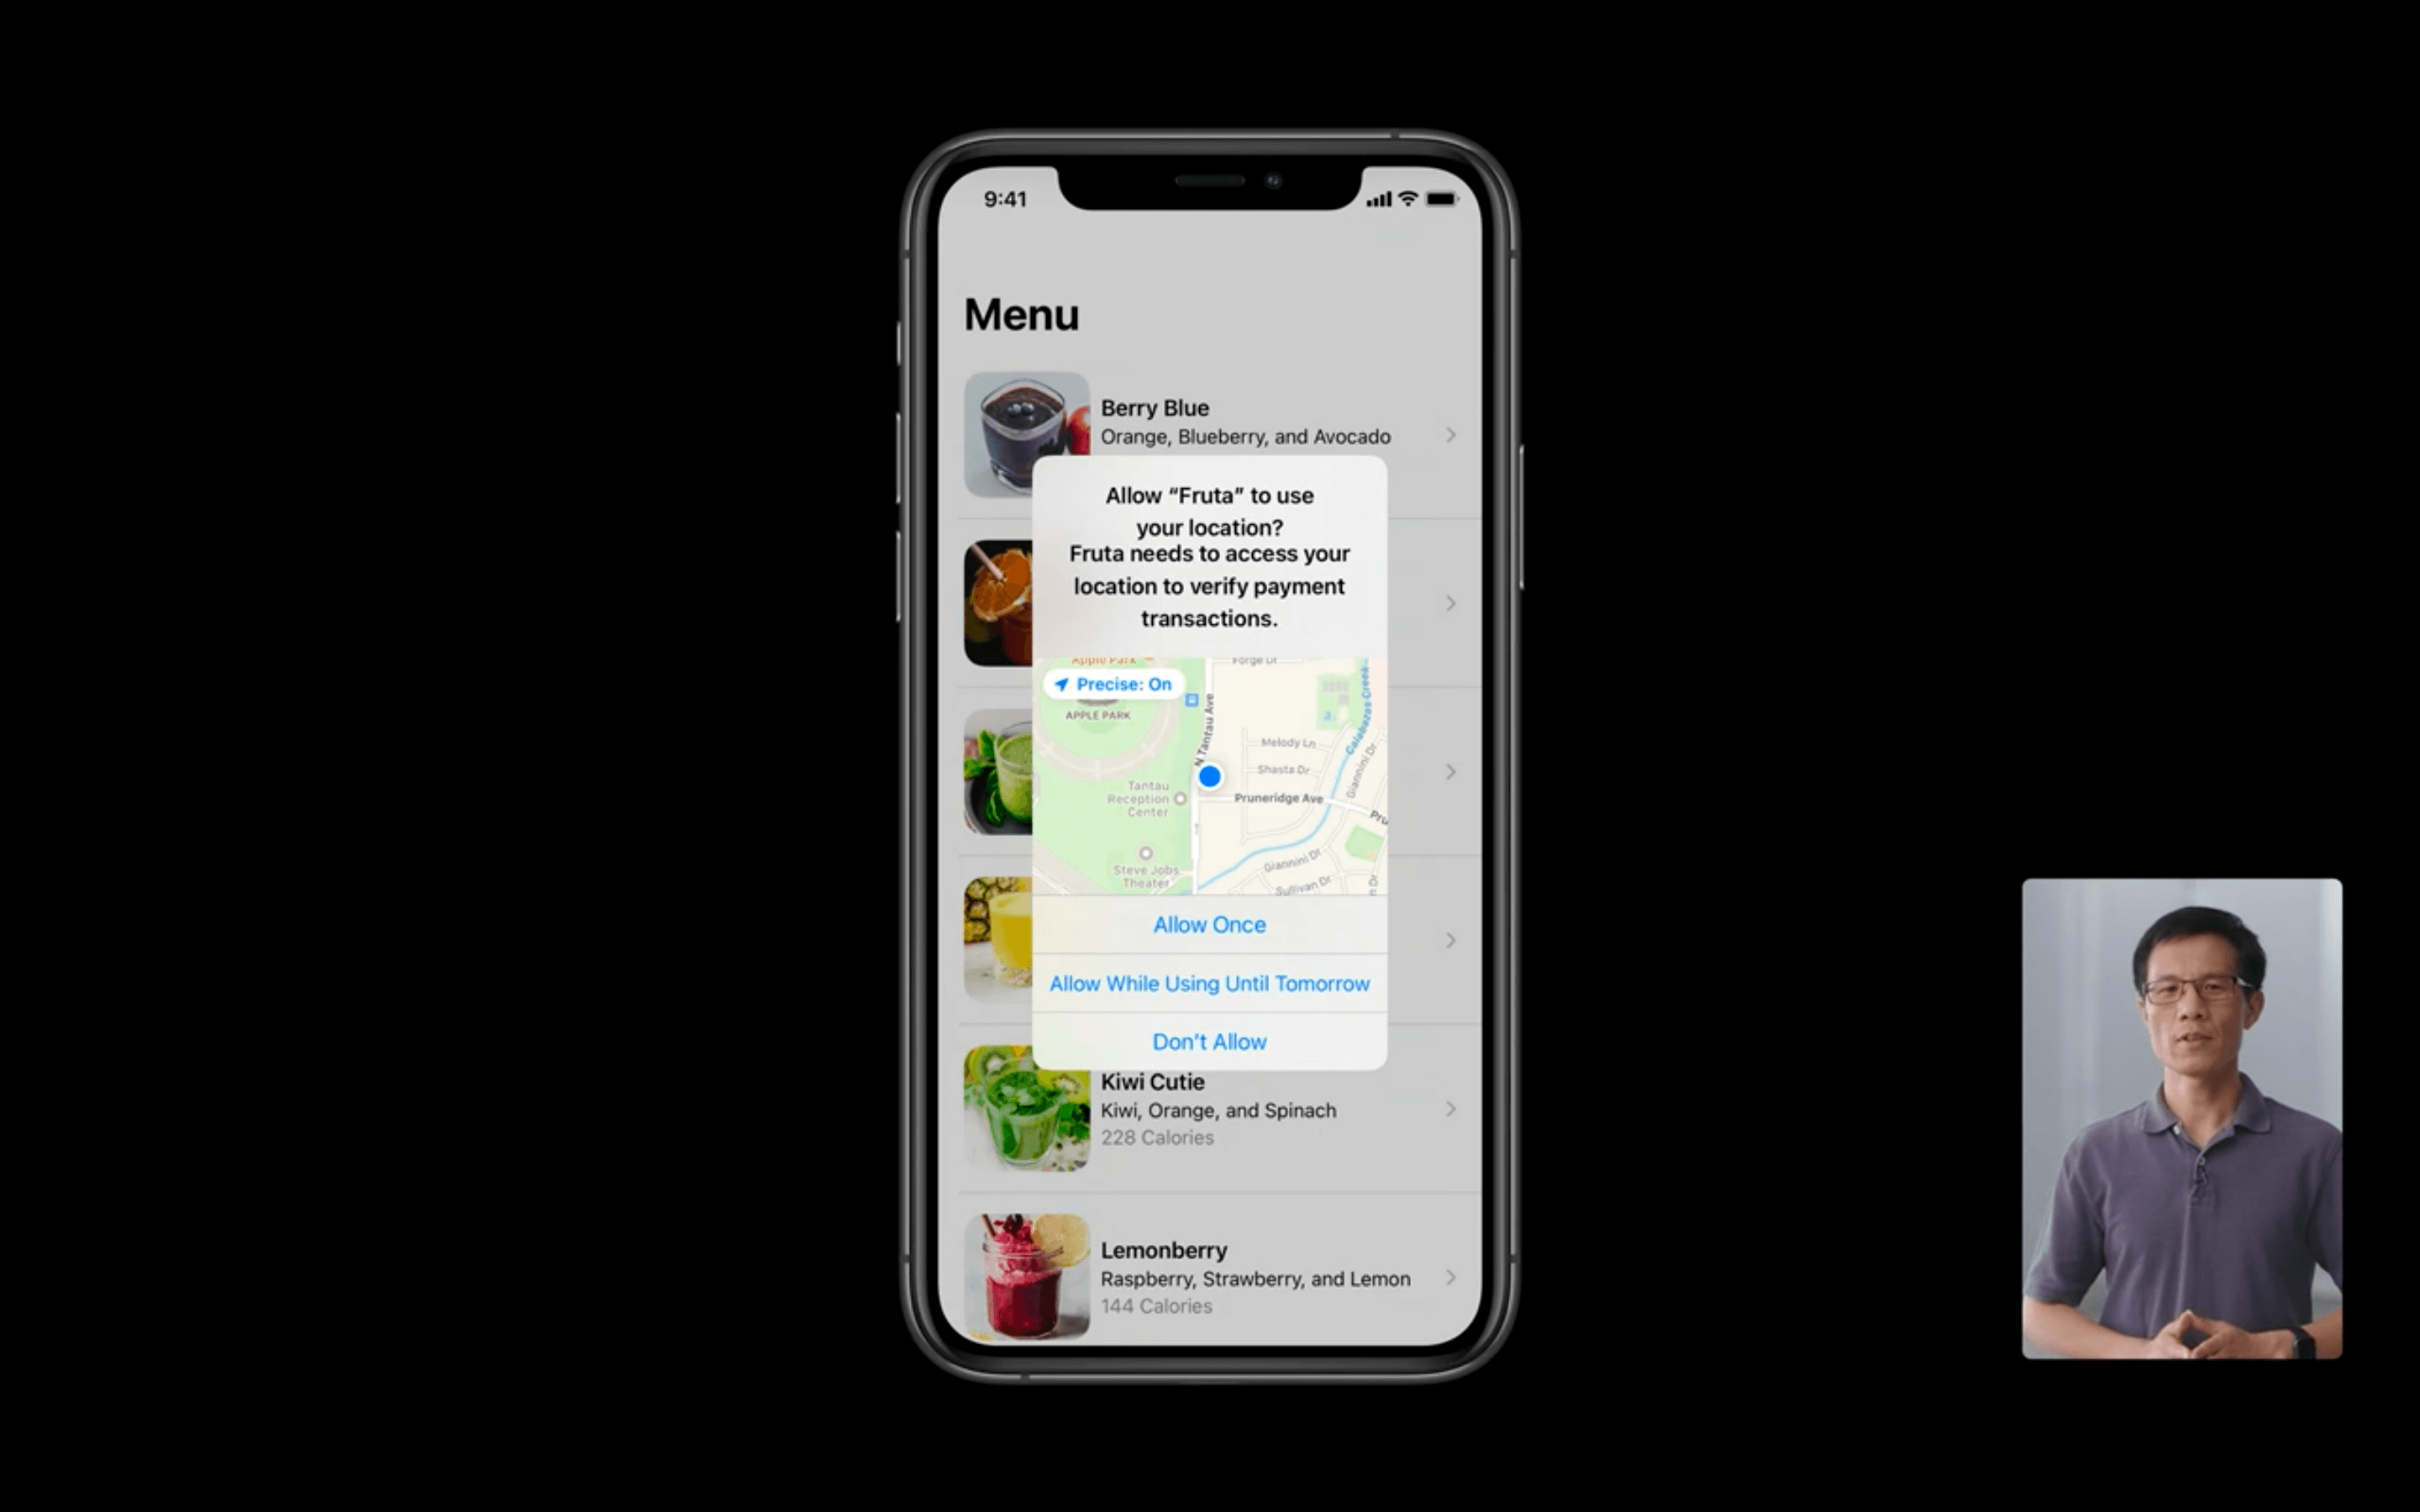 9:41
Menu
Berry Blue
Orange, Blueberry, and Avocado
Allow “Fruta” to use
your location?
Fruta needs to access your
location to verify payment
transactions.
Apple Park
Forge Dr
Precise: On
APPLE PARK
N Tantau Ave
Calabazas Creek
Melody Ln
Shasta Dr
Giannini Dr
Tantau
Reception
Center
Pruneridge Ave
Pru
Steve Jobs
Theater
Giannini Dr
Sullivan Dr
n Dr
Allow Once
Allow While Using Until Tomorrow
Don’t Allow
Kiwi Cutie
Kiwi, Orange, and Spinach
228 Calories
Lemonberry
Raspberry, Strawberry, and Lemon
144 Calories